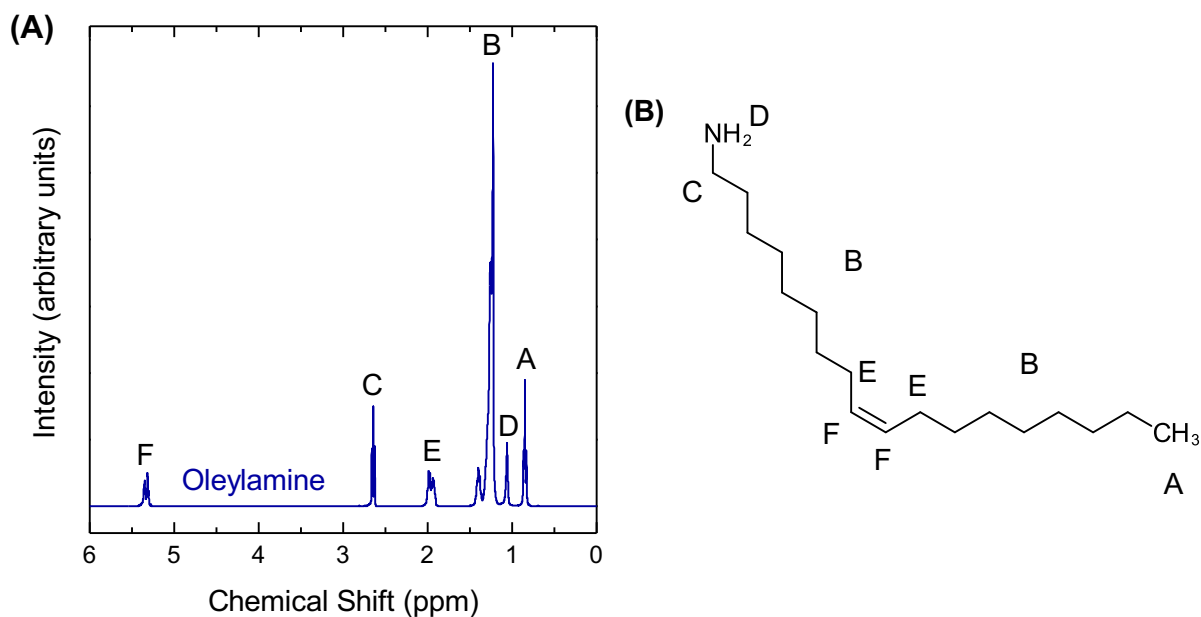 (A)
B
Intensity (arbitrary units)
A
C
D
E
F
Oleylamine
6 5 4 3 2 1 0
Chemical Shift (ppm)
(B)
NH2 D
C
B
E
E
B
F
F
CH3
A